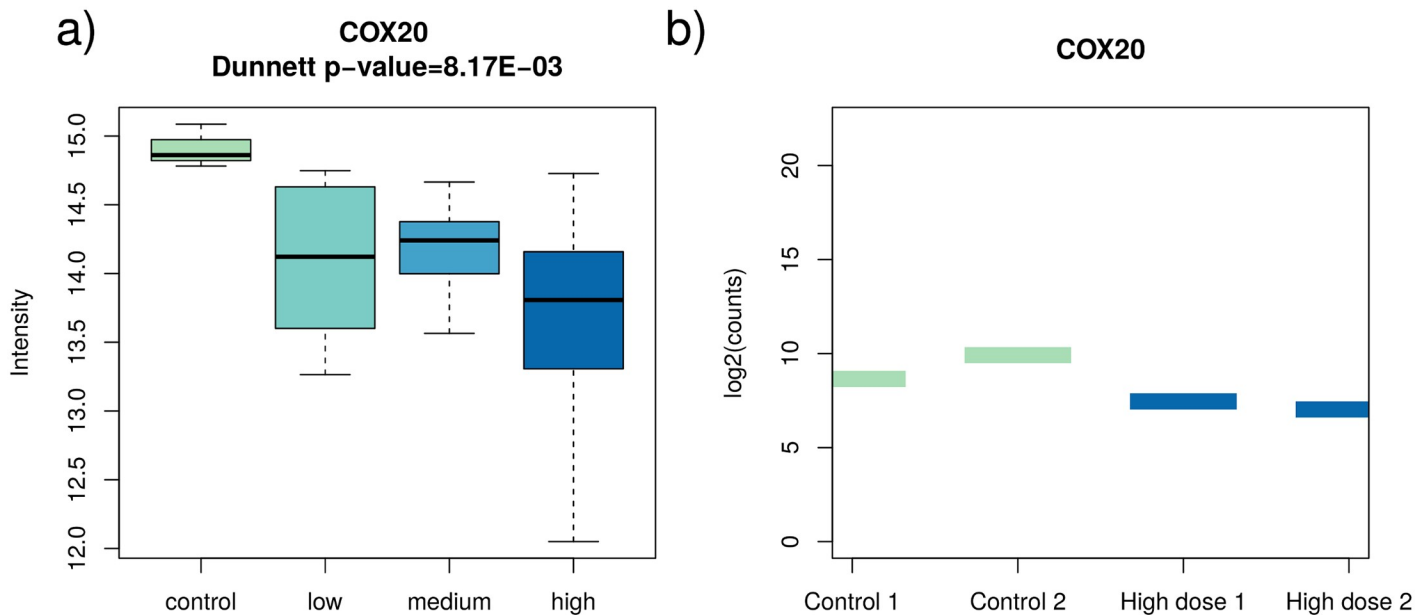 a)
COX20
Dunnett p−value=8.17E−03
Intensity
15.0
14.5
14.0
13.5
13.0
12.5
12.0
control low medium high
b)
COX20
log2(counts)
20
15
10
5
0
Control 1 Control 2 High dose 1 High dose 2